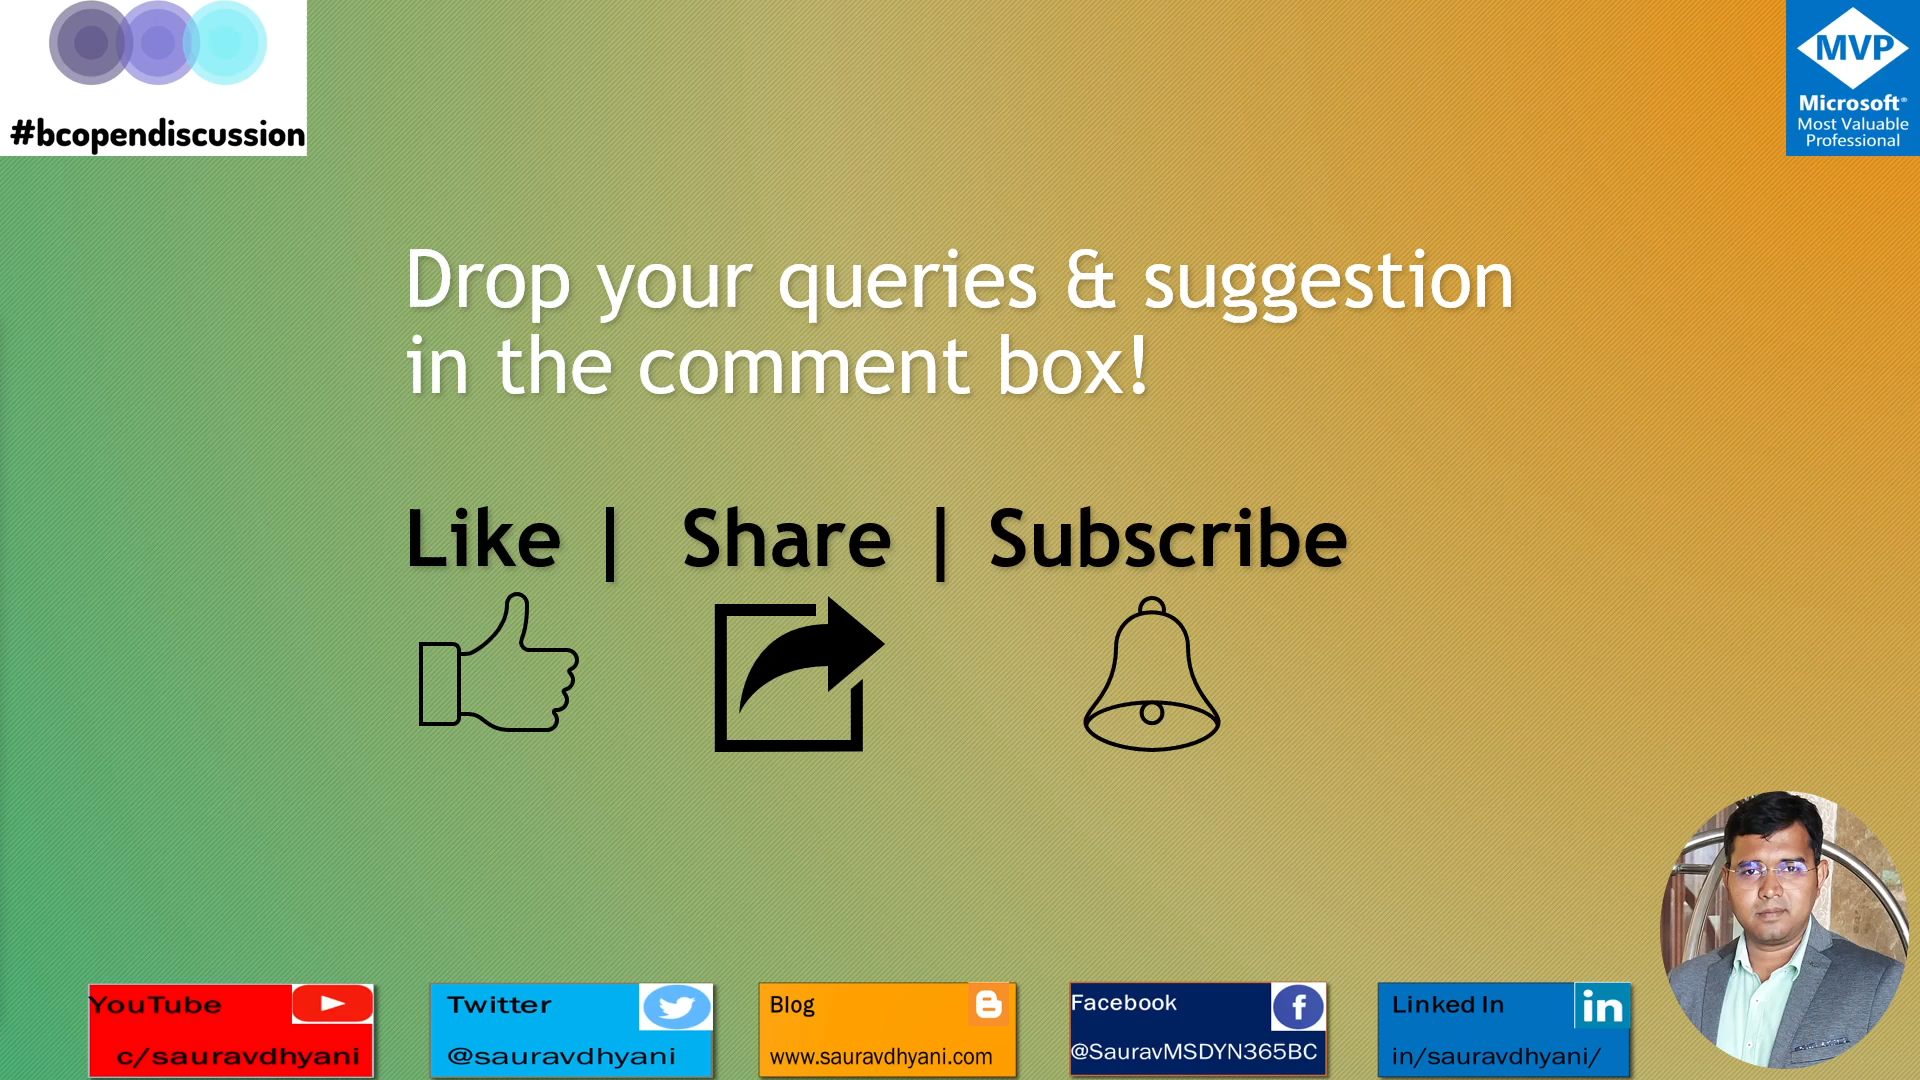 #bcopendiscussion
MVP
Microsoft®
Most Valuable
Professional
Drop your queries & suggestion
in the comment box!
Like | Share | Subscribe
YouTube
c/sauravdhyani
Twitter
@sauravdhyani
Blog
www.sauravdhyani.com
Facebook
@SauravMSDYN365BC
Linked In
in
in/sauravdhyani/